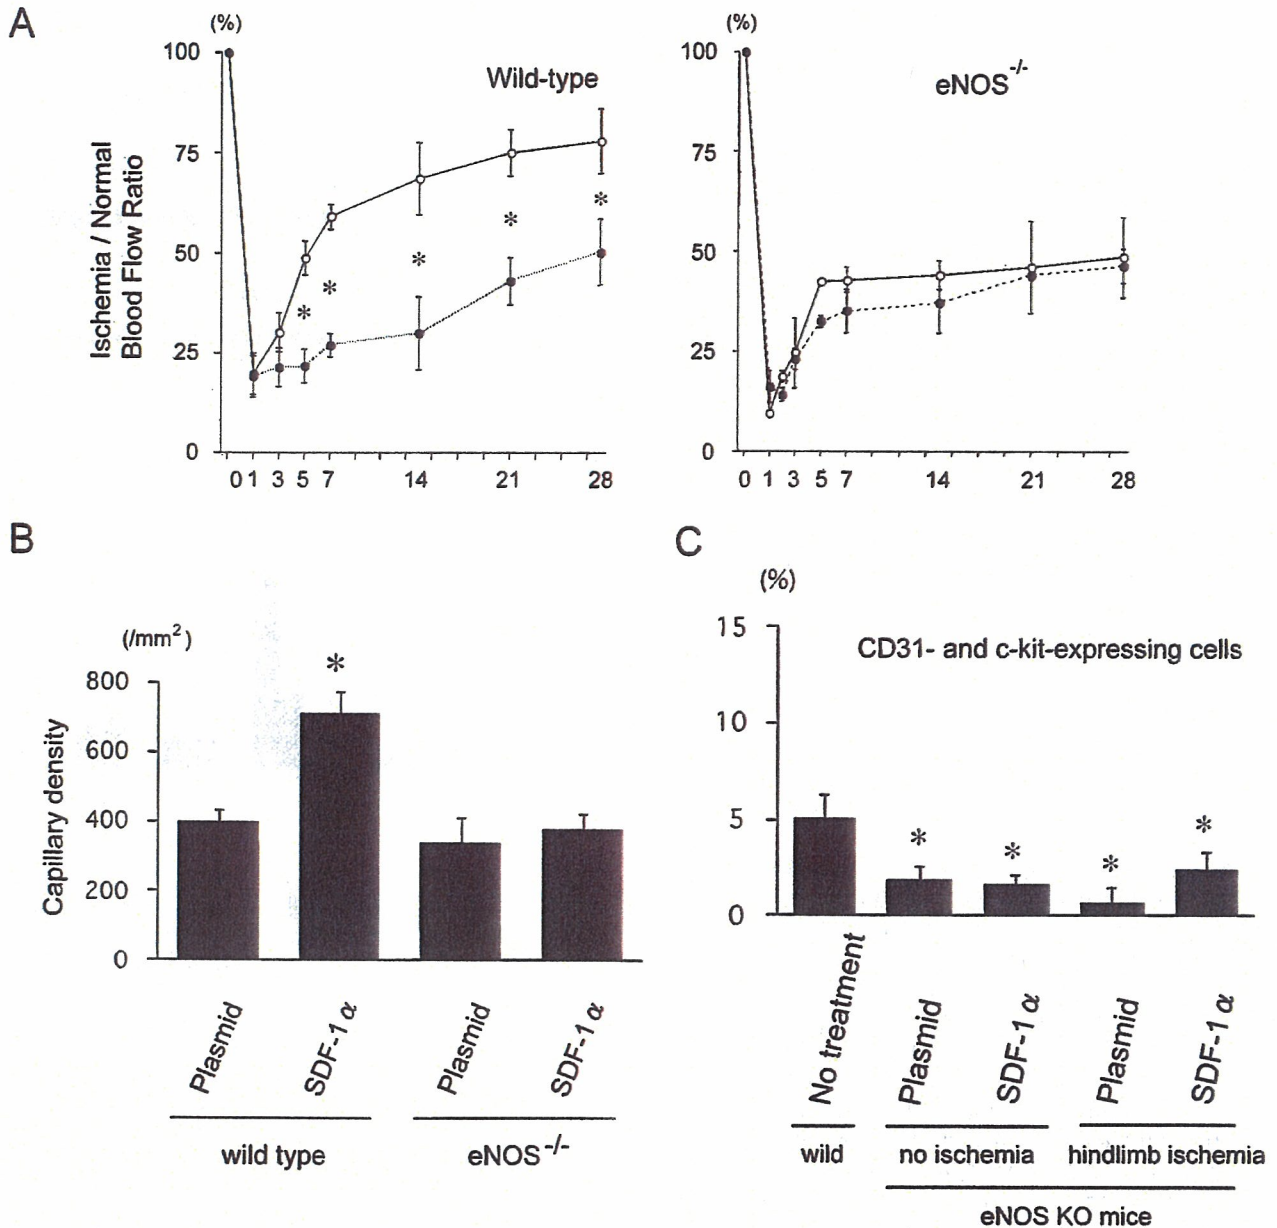 A
(%)
100
75
50
25
0
Ischemia / Normal
Blood Flow Ratio
Wild-type
*
*
*
*
*
0 1 3 5 7 14 21 28
(%)
100
75
50
25
0
eNOS-/-
0 1 3 5 7 14 21 28
B
(/mm2)
800
600
400
200
0
Capillary density
*
Plasmid
SDF-1α
Plasmid
SDF-1α
wild type
eNOS-/-
C
(%)
15
10
5
0
CD31- and c-kit-expressing cells
*
*
*
*
No treatment
Plasmid
SDF-1α
Plasmid
SDF-1α
wild
no ischemia
hindlimb ischemia
eNOS KO mice